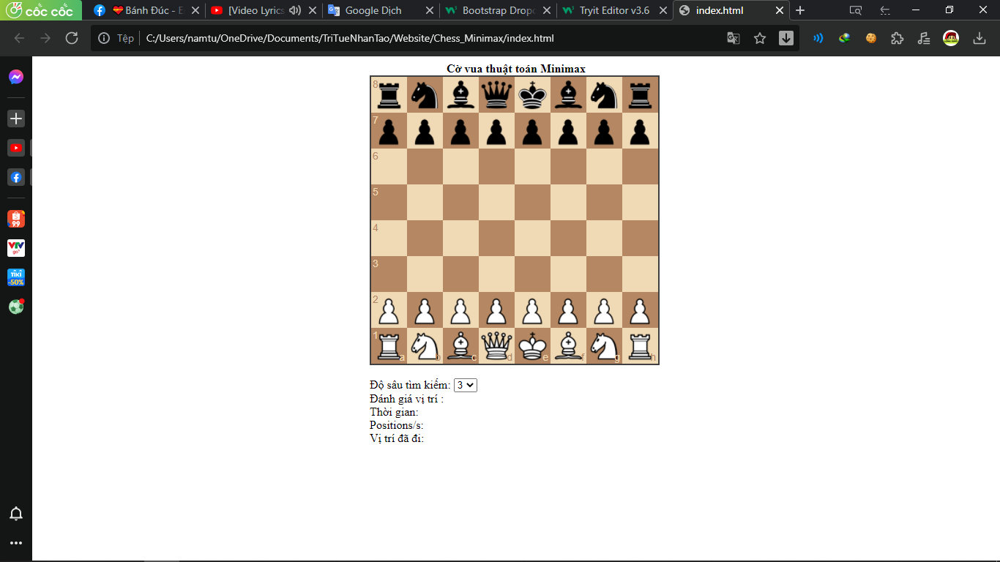 cốc cốc
Bánh Đúc - E
[Video Lyrics
Google Dịch
Bootstrap Dropd
Tryit Editor v3.6
index.html
Tệp
C:/Users/namtu/OneDrive/Documents/TriTueNhanTao/Website/Chess_Minimax/index.html
Cờ vua thuật toán Minimax
8
7
6
5
4
3
2
1
a b c d e f g h
Độ sâu tìm kiếm: 3
Đánh giá vị trí :
Thời gian:
Positions/s:
Vị trí đã đi:
99
VTV
go
TIKI
-50%